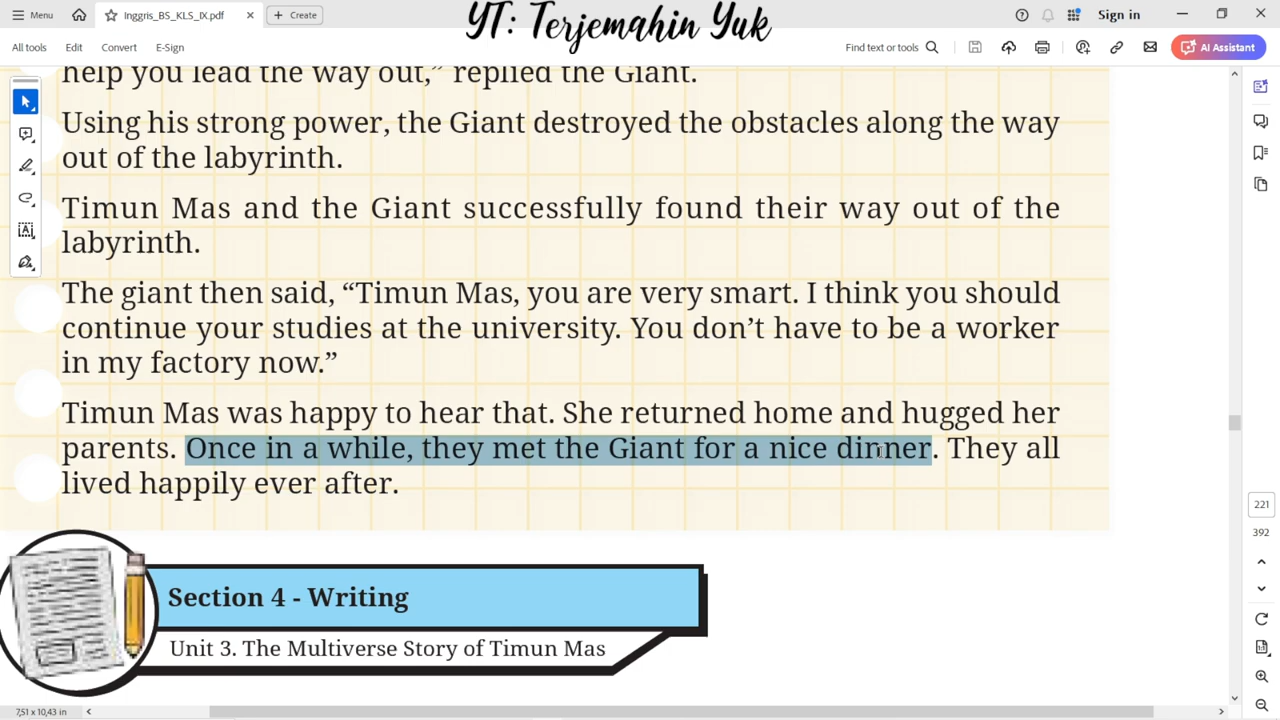 Menu
Inggris_BS_KLS_IX.pdf
Create
YT: Terjemahin Yuk
Sign in
All tools
Edit
Convert
E-Sign
Find text or tools
AI Assistant
help you lead the way out,” replied the Giant.
Using his strong power, the Giant destroyed the obstacles along the way
out of the labyrinth.
Timun Mas and the Giant successfully found their way out of the
labyrinth.
The giant then said, “Timun Mas, you are very smart. I think you should
continue your studies at the university. You don’t have to be a worker
in my factory now.”
Timun Mas was happy to hear that. She returned home and hugged her
parents. Once in a while, they met the Giant for a nice dinner. They all
lived happily ever after.
221
392
Section 4 - Writing
Unit 3. The Multiverse Story of Timun Mas
7,51 x 10,43 in